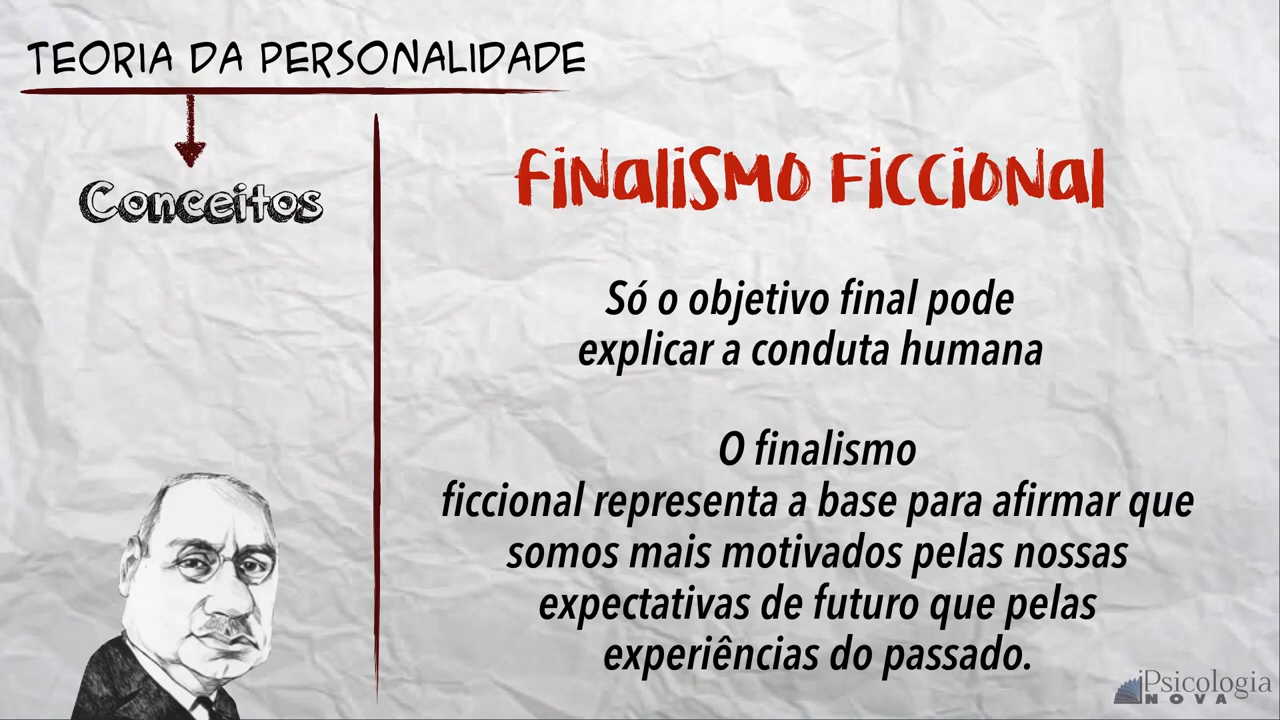 TEORIA DA PERSONALIDADE
Conceitos
FINALISMO FICCIONAL
Só o objetivo final pode
explicar a conduta humana
O finalismo
ficcional representa a base para afirmar que
somos mais motivados pelas nossas
expectativas de futuro que pelas
experiências do passado.
Psicologia
NOVA